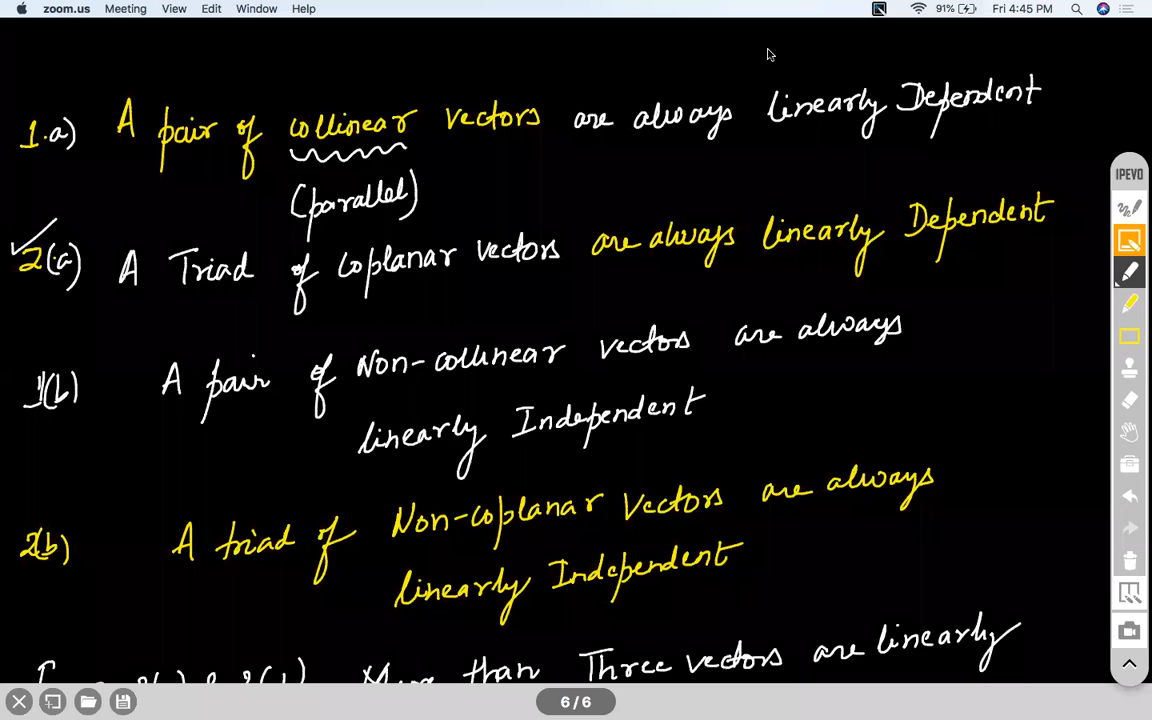 zoom.us Meeting View Edit Window Help 91% Fri 4:45 PM
1.a) A pair of collinear vectors are always linearly Dependent
(parallel)
2(a) A Triad of coplanar vectors are always linearly Dependent
1(b) A pair of Non-collinear vectors are always
linearly Independent
2(b) A triad of Non-coplanar vectors are always
linearly Independent
More than Three vectors are linearly
IPEVO
6/6